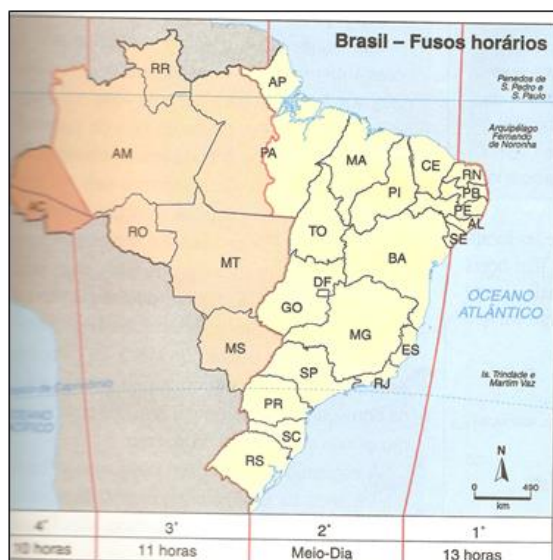 Brasil – Fusos horários
Penedos de
S. Pedro e
S. Paulo
Arquipélago
Fernando
de Noronha
RR
AP
AM
PA
MA
CE
RN
PB
PE
AL
SE
PI
AC
RO
TO
BA
MT
DF
GO
OCEANO
ATLÂNTICO
MG
ES
MS
SP
RJ
Is. Trindade e
Martim Vaz
PR
SC
RS
N
0 490
km
4° 3° 2° 1°
10 horas 11 horas Meio-Dia 13 horas